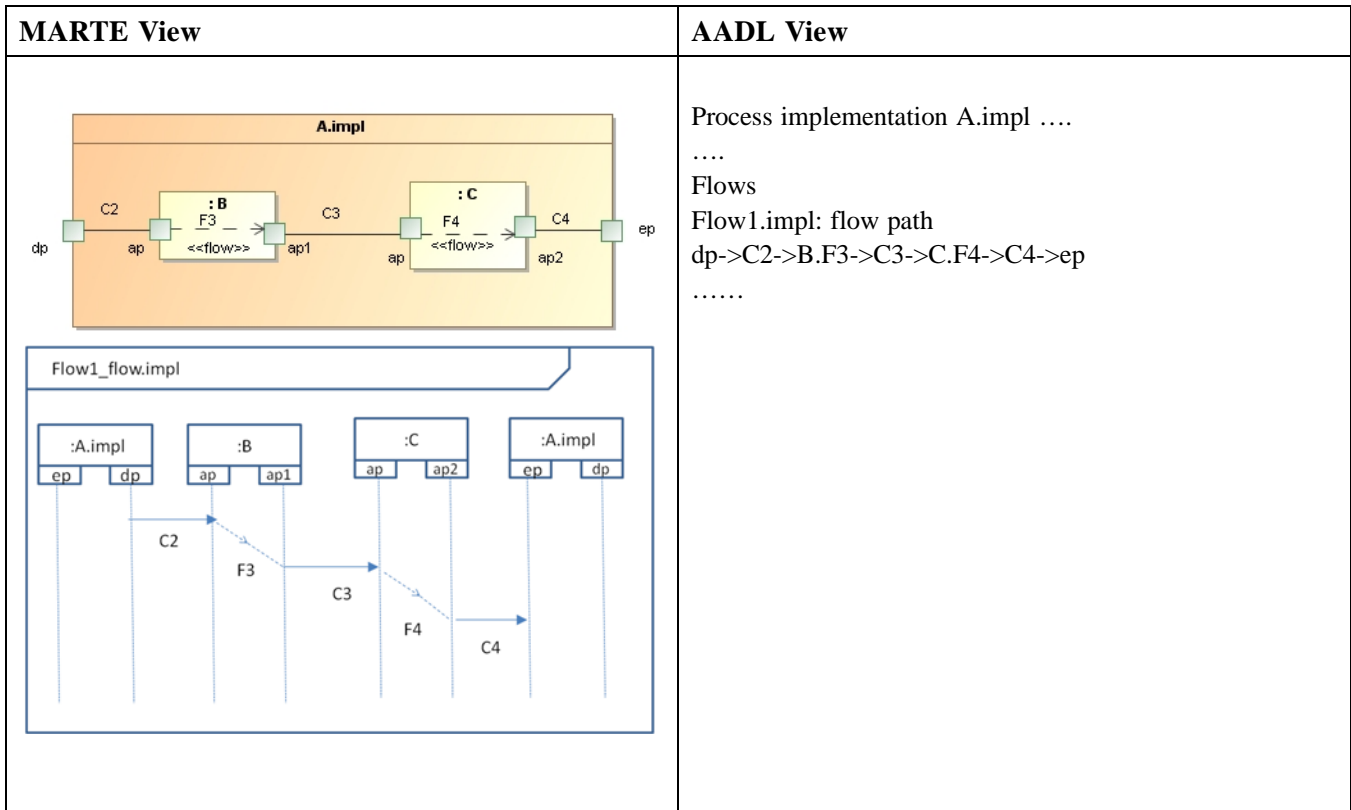 MARTE View
AADL View
A.impl
C2
: B
F3
<<flow>>
C3
: C
F4
<<flow>>
C4
dp
ap
ap1
ap
ap2
ep
Flow1_flow.impl
:A.impl
:B
:C
:A.impl
ep
dp
ap
ap1
ap
ap2
ep
dp
C2
F3
C3
F4
C4
Process implementation A.impl ….
….
Flows
Flow1.impl: flow path
dp->C2->B.F3->C3->C.F4->C4->ep
……